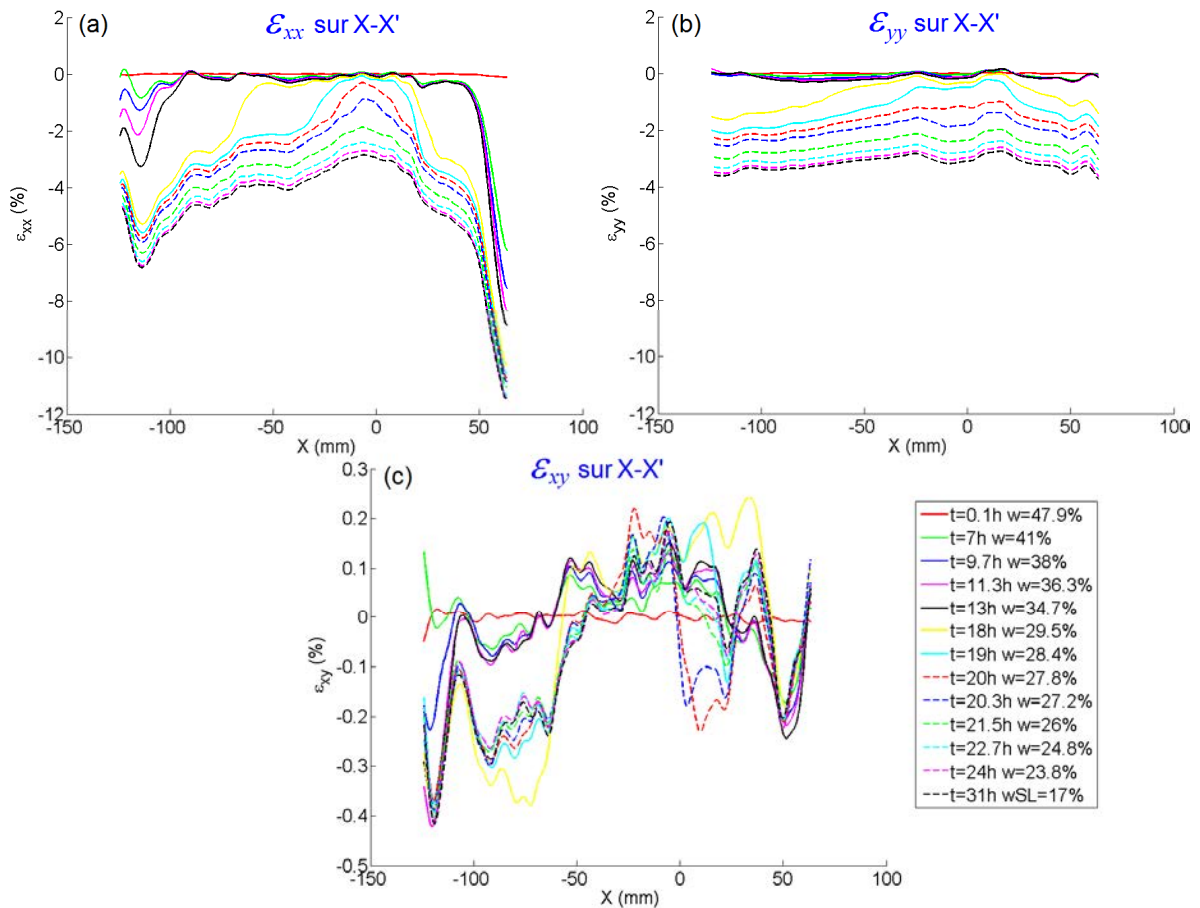 (a)
εxx sur X-X'
2
0
-2
-4
-6
-8
-10
-12
εxx (%)
-150
-100
-50
0
50
100
X (mm)
(b)
εyy sur X-X'
2
0
-2
-4
-6
-8
-10
-12
εyy (%)
-150
-100
-50
0
50
100
X (mm)
(c)
εxy sur X-X'
0.3
0.2
0.1
0
-0.1
-0.2
-0.3
-0.4
-0.5
εxy (%)
-150
-100
-50
0
50
100
X (mm)
t=0.1h w=47.9%
t=7h w=41%
t=9.7h w=38%
t=11.3h w=36.3%
t=13h w=34.7%
t=18h w=29.5%
t=19h w=28.4%
t=20h w=27.8%
t=20.3h w=27.2%
t=21.5h w=26%
t=22.7h w=24.8%
t=24h w=23.8%
t=31h wSL=17%